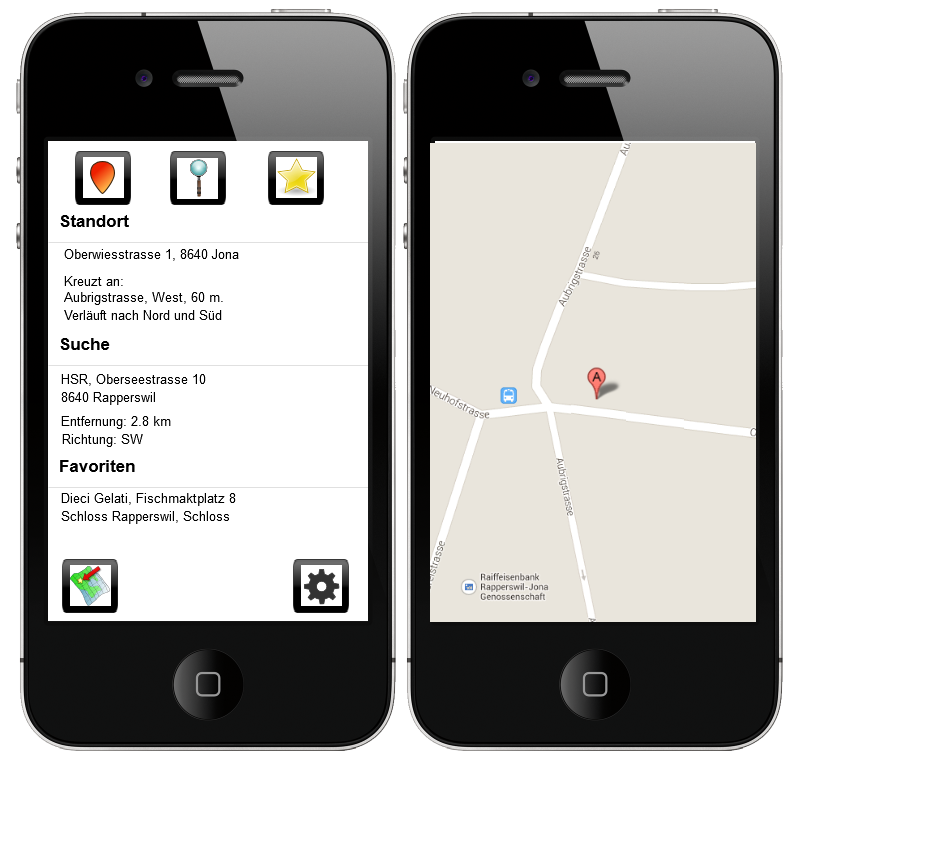 Standort
Oberwiesstrasse 1, 8640 Jona
Kreuzt an:
Aubrigstrasse, West, 60 m.
Verläuft nach Nord und Süd
Suche
HSR, Oberseestrasse 10
8640 Rapperswil
Entfernung: 2.8 km
Richtung: SW
Favoriten
Dieci Gelati, Fischmaktplatz 8
Schloss Rapperswil, Schloss
Au
26
Aubrigstrasse
A
Neuhofstrasse
Aubrigstrasse
Raiffeisenbank
Rapperswil-Jona
Genossenschaft